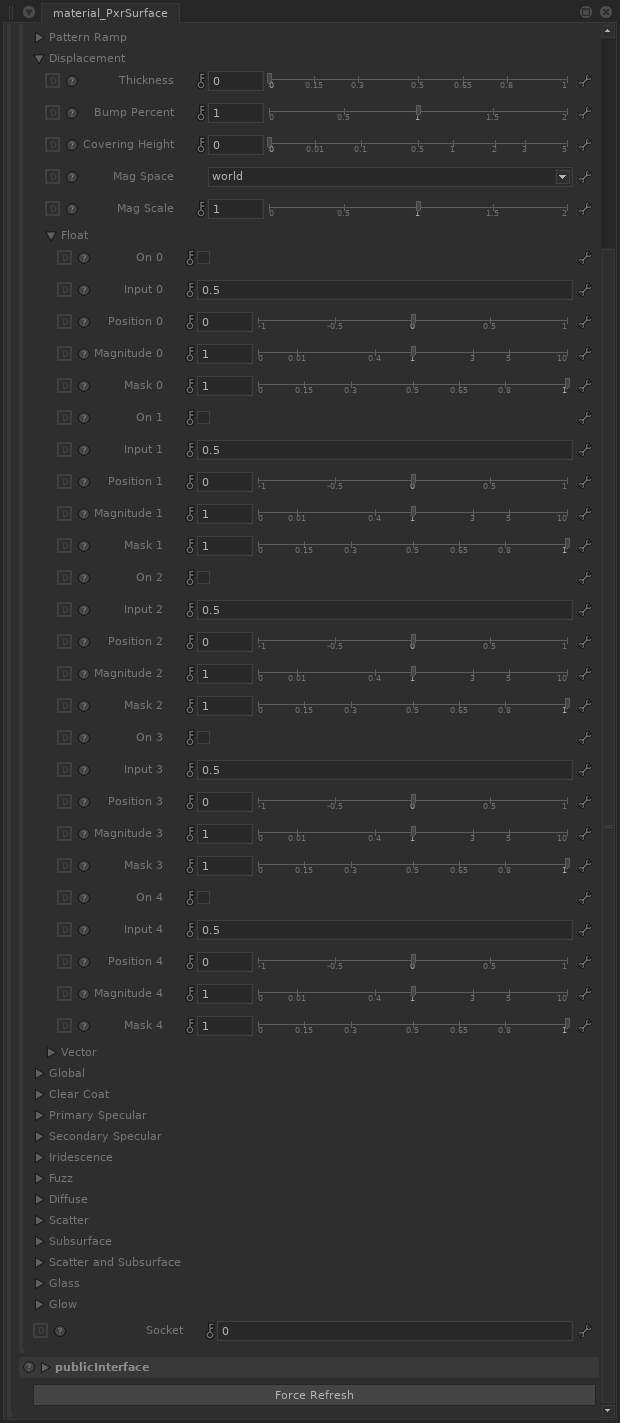 material_PxrSurface
Pattern Ramp
Displacement
D ? Thickness 0 0 0.15 0.3 0.5 0.65 0.8 1
D ? Bump Percent 1 0 0.5 1 1.5 2
D ? Covering Height 0 0 0.01 0.1 0.5 1 2 3 5
D ? Mag Space world
D ? Mag Scale 1 0 0.5 1 1.5 2
Float
D ? On 0
D ? Input 0 0.5
D ? Position 0 0 -1 -0.5 0 0.5 1
D ? Magnitude 0 1 0 0.01 0.4 1 3 5 10
D ? Mask 0 1 0 0.15 0.3 0.5 0.65 0.8 1
D ? On 1
D ? Input 1 0.5
D ? Position 1 0 -1 -0.5 0 0.5 1
D ? Magnitude 1 1 0 0.01 0.4 1 3 5 10
D ? Mask 1 1 0 0.15 0.3 0.5 0.65 0.8 1
D ? On 2
D ? Input 2 0.5
D ? Position 2 0 -1 -0.5 0 0.5 1
D ? Magnitude 2 1 0 0.01 0.4 1 3 5 10
D ? Mask 2 1 0 0.15 0.3 0.5 0.65 0.8 1
D ? On 3
D ? Input 3 0.5
D ? Position 3 0 -1 -0.5 0 0.5 1
D ? Magnitude 3 1 0 0.01 0.4 1 3 5 10
D ? Mask 3 1 0 0.15 0.3 0.5 0.65 0.8 1
D ? On 4
D ? Input 4 0.5
D ? Position 4 0 -1 -0.5 0 0.5 1
D ? Magnitude 4 1 0 0.01 0.4 1 3 5 10
D ? Mask 4 1 0 0.15 0.3 0.5 0.65 0.8 1
Vector
Global
Clear Coat
Primary Specular
Secondary Specular
Iridescence
Fuzz
Diffuse
Scatter
Subsurface
Scatter and Subsurface
Glass
Glow
D ? Socket 0
? publicInterface
Force Refresh